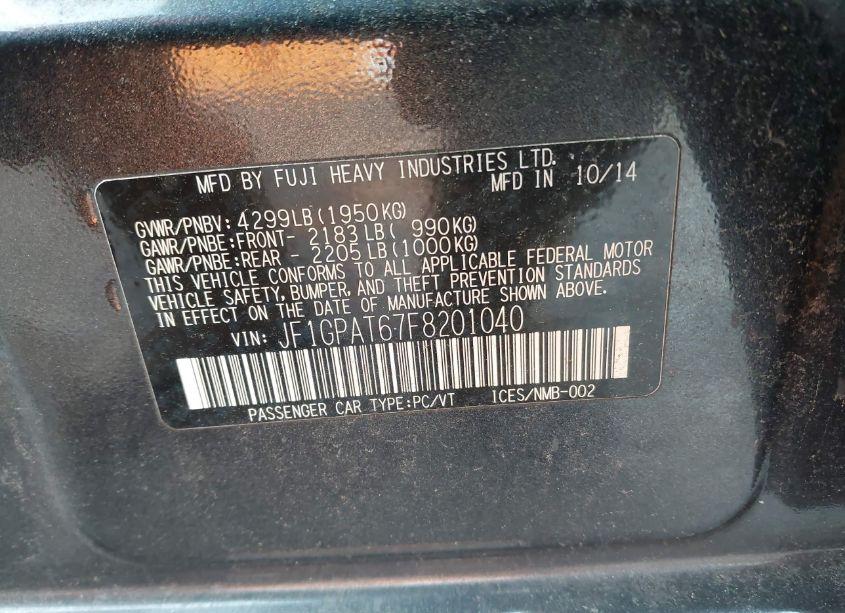 MFD BY FUJI HEAVY INDUSTRIES LTD.
MFD IN 10/14
GVWR/PNBV: 4299LB(1950KG)
GAWR/PNBE:FRONT- 2183LB( 990KG)
GAWR/PNBE:REAR - 2205LB(1000KG)
THIS VEHICLE CONFORMS TO ALL APPLICABLE FEDERAL MOTOR
VEHICLE SAFETY, BUMPER, AND THEFT PREVENTION STANDARDS
IN EFFECT ON THE DATE OF MANUFACTURE SHOWN ABOVE.
VIN: JF1GPAT67F8201040
PASSENGER CAR TYPE:PC/VT ICES/NMB-002